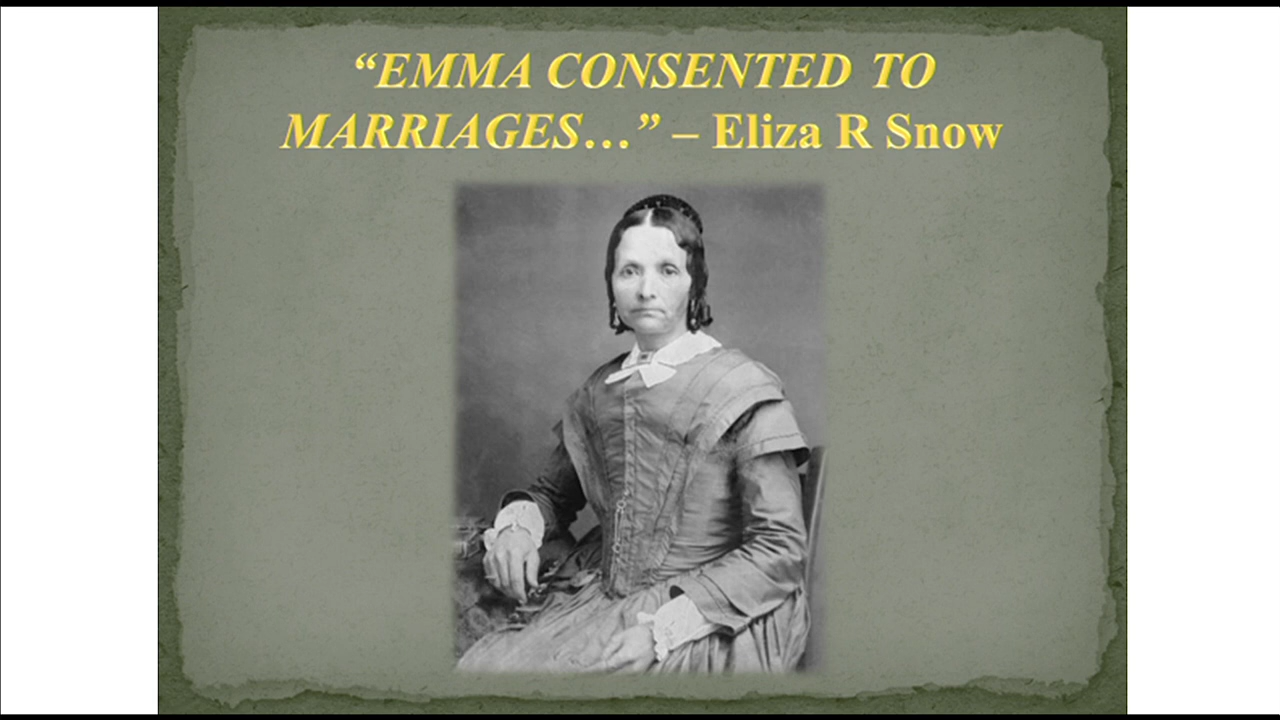 “EMMA CONSENTED TO
MARRIAGES…” – Eliza R Snow